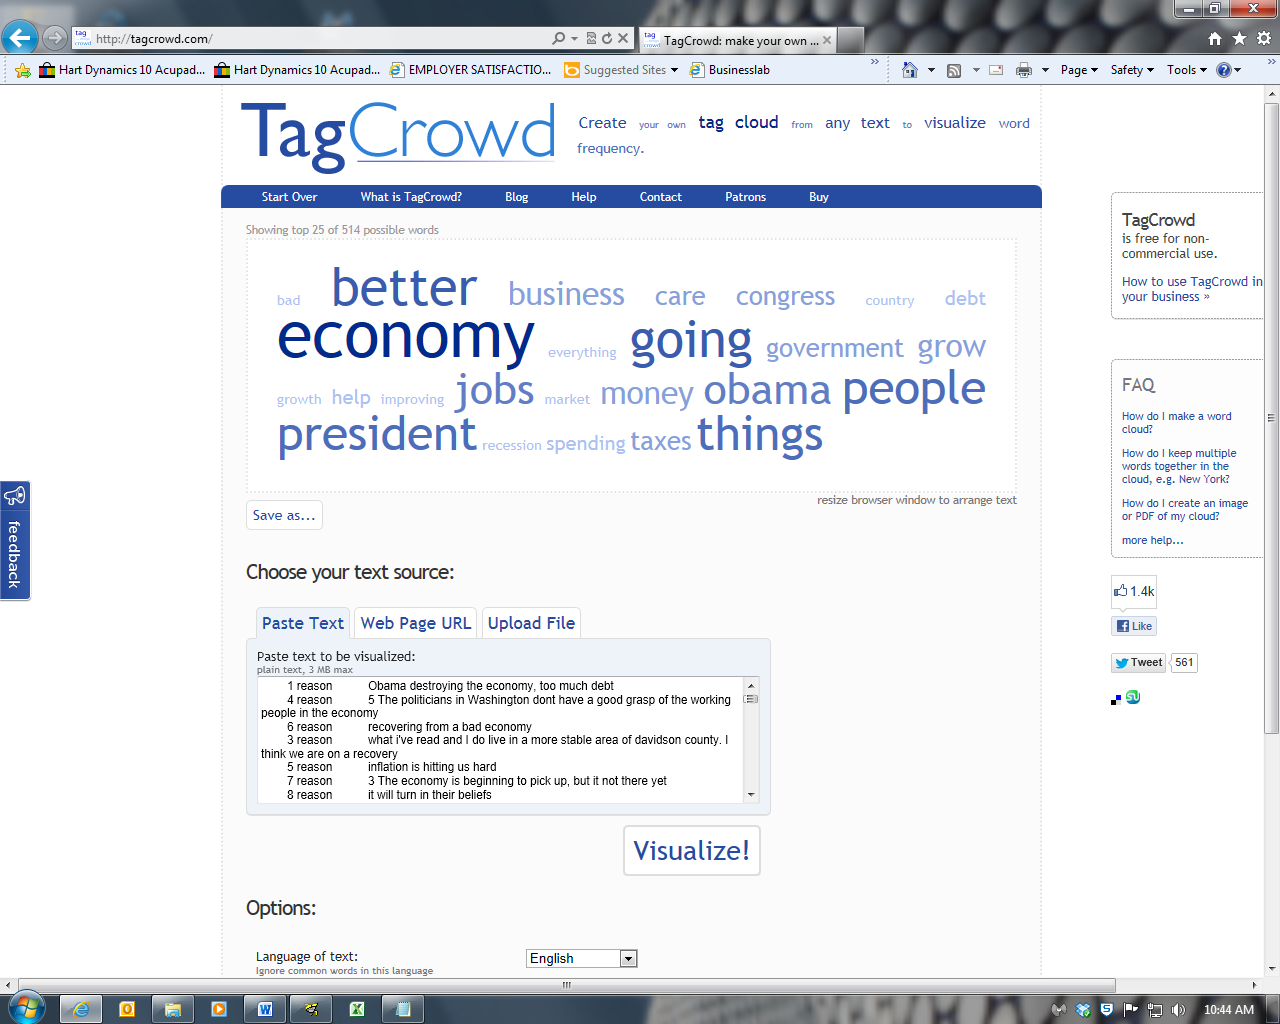 http://tagcrowd.com/
TagCrowd: make your own ...
Hart Dynamics 10 Acupad... Hart Dynamics 10 Acupad... EMPLOYER SATISFACTIO... Suggested Sites Businesslab
Page Safety Tools
TagCrowd
Create your own tag cloud from any text to visualize word
frequency.
Start Over What is TagCrowd? Blog Help Contact Patrons Buy
Showing top 25 of 514 possible words
bad better business care congress country debt
economy everything going government grow
growth help improving jobs market money obama people
president recession spending taxes things
resize browser window to arrange text
Save as...
Choose your text source:
Paste Text Web Page URL Upload File
Paste text to be visualized:
plain text, 3 MB max
1 reason Obama destroying the economy, too much debt
4 reason 5 The politicians in Washington dont have a good grasp of the working
people in the economy
6 reason recovering from a bad economy
3 reason what i've read and I do live in a more stable area of davidson county. I
think we are on a recovery
5 reason inflation is hitting us hard
7 reason 3 The economy is beginning to pick up, but it not there yet
8 reason it will turn in their beliefs
Visualize!
Options:
Language of text: English
Ignore common words in this language
TagCrowd
is free for non-
commercial use.
How to use TagCrowd in
your business »
FAQ
How do I make a word
cloud?
How do I keep multiple
words together in the
cloud, e.g. New York?
How do I create an image
or PDF of my cloud?
more help...
1.4k
Like
Tweet 561
feedback
10:44 AM